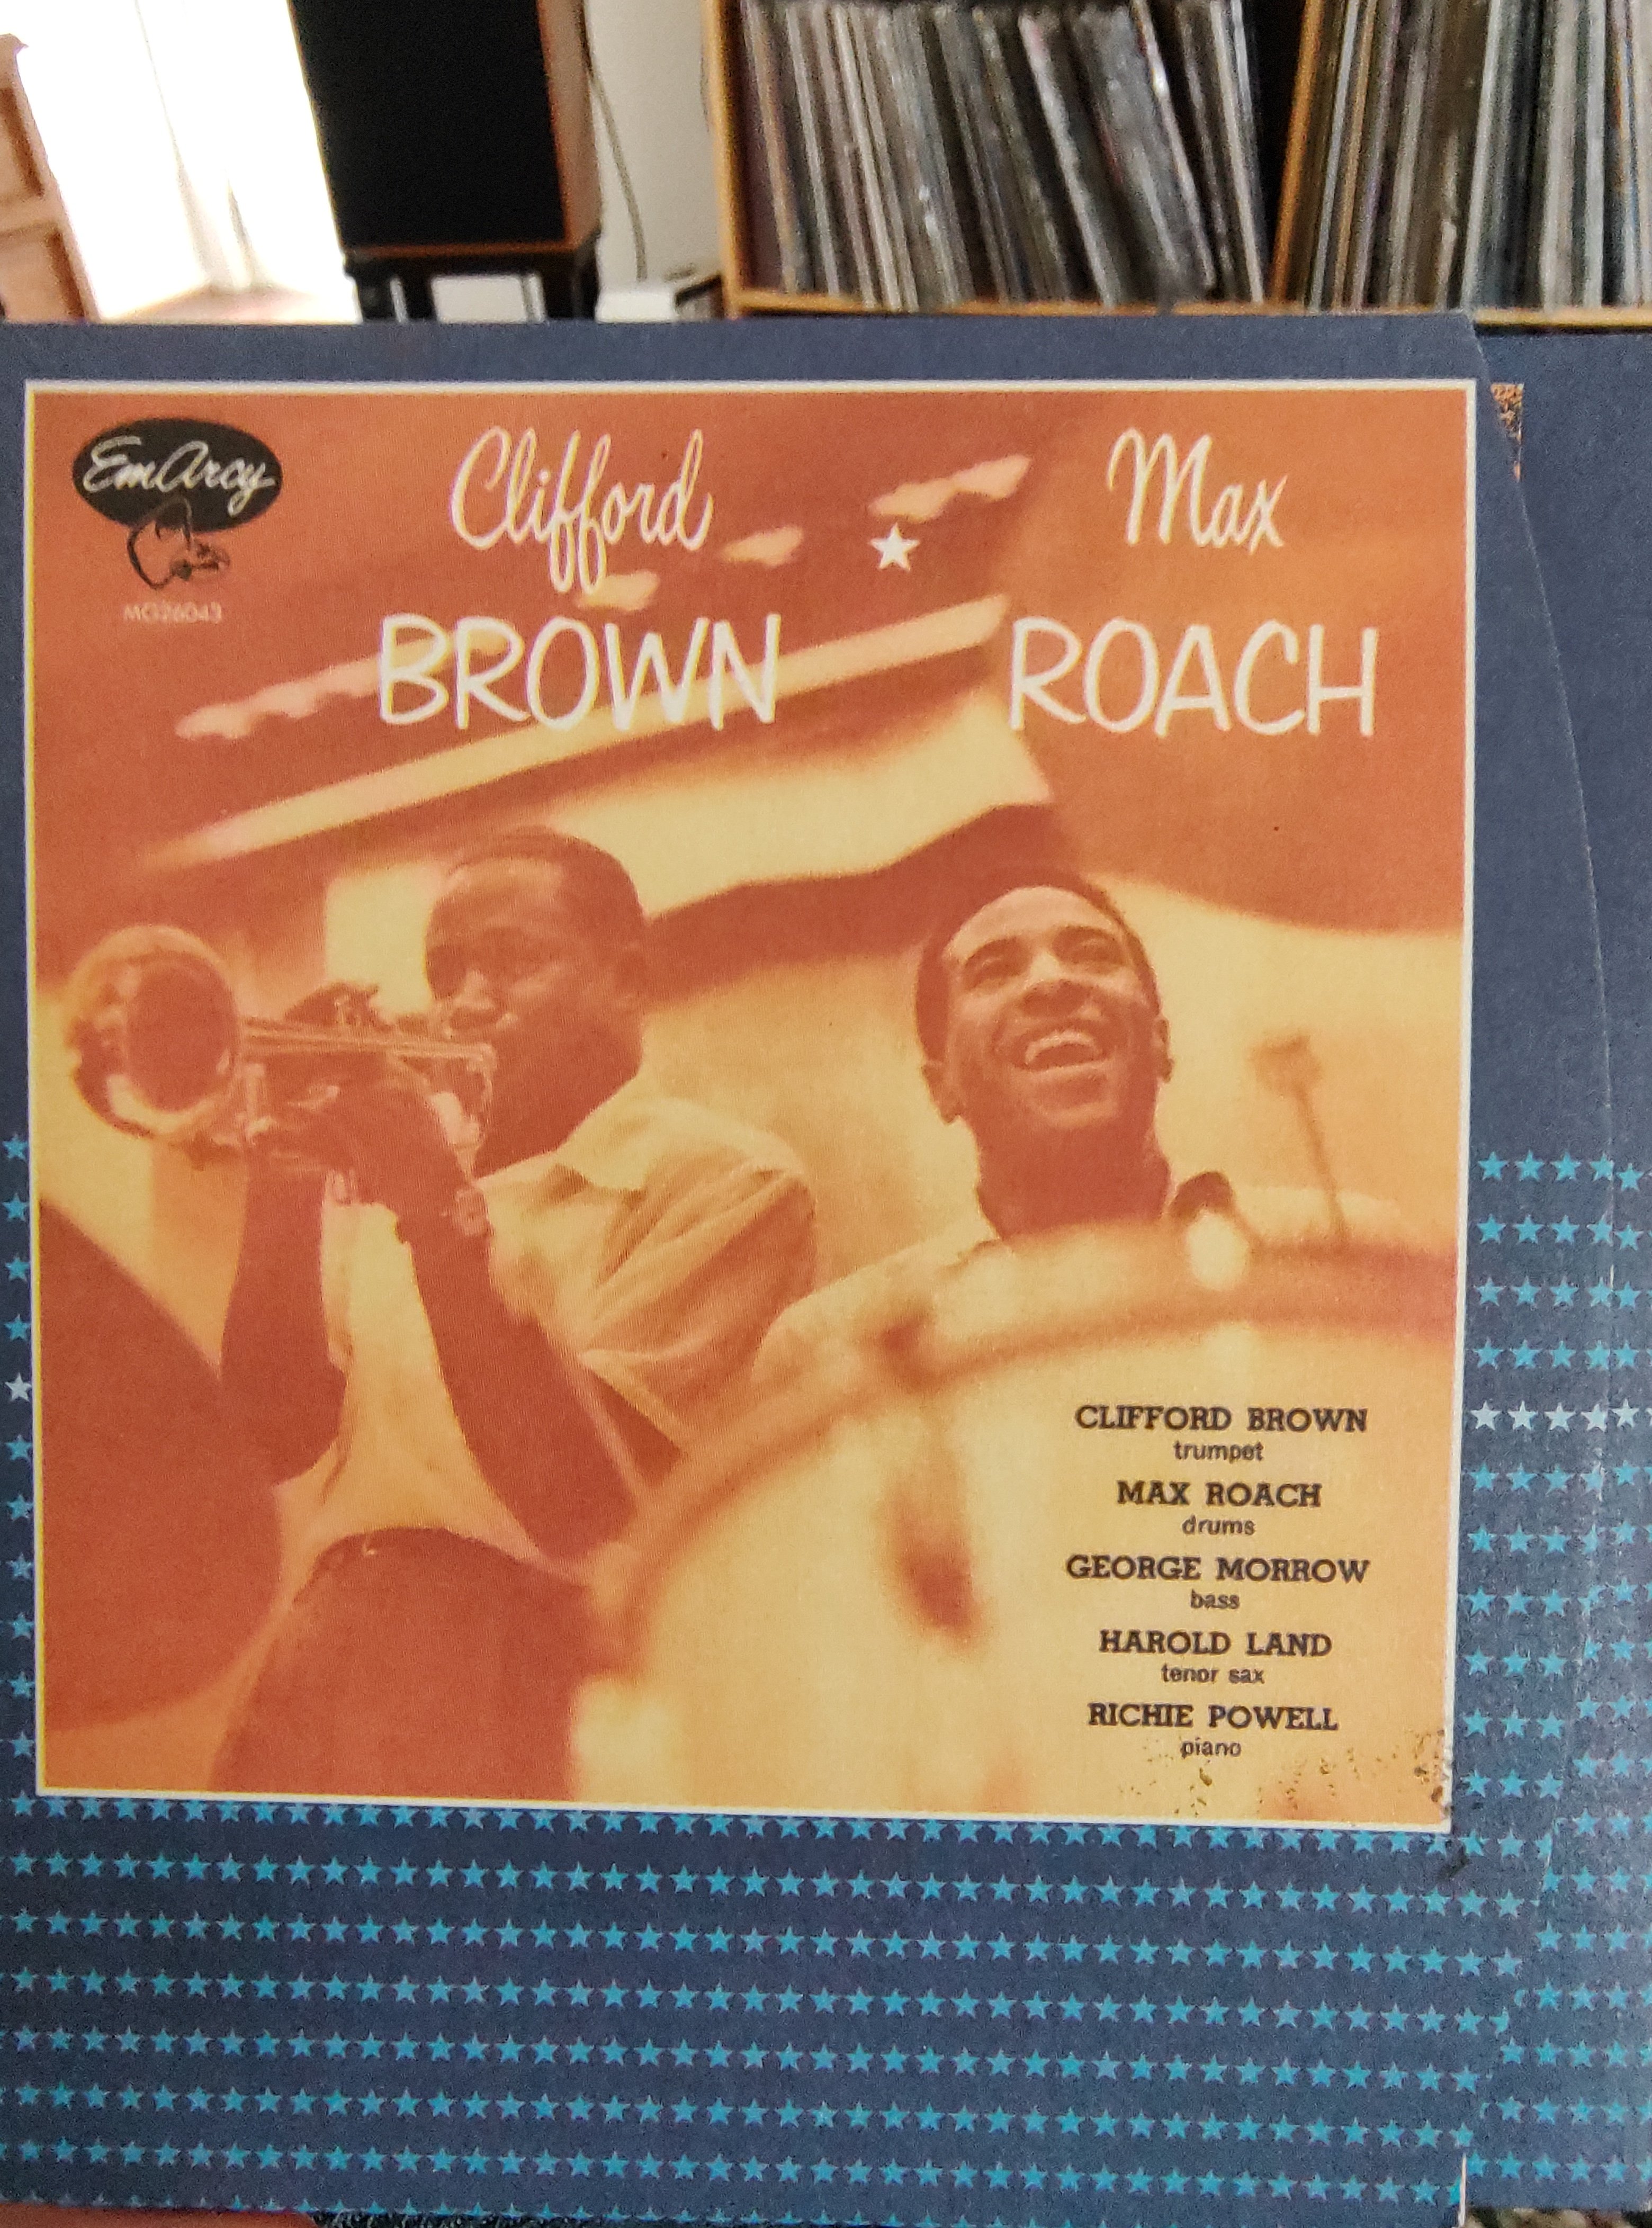 EmArcy
MG26043
Clifford
BROWN
Max
ROACH
CLIFFORD BROWN
trumpet
MAX ROACH
drums
GEORGE MORROW
bass
HAROLD LAND
tenor sax
RICHIE POWELL
piano